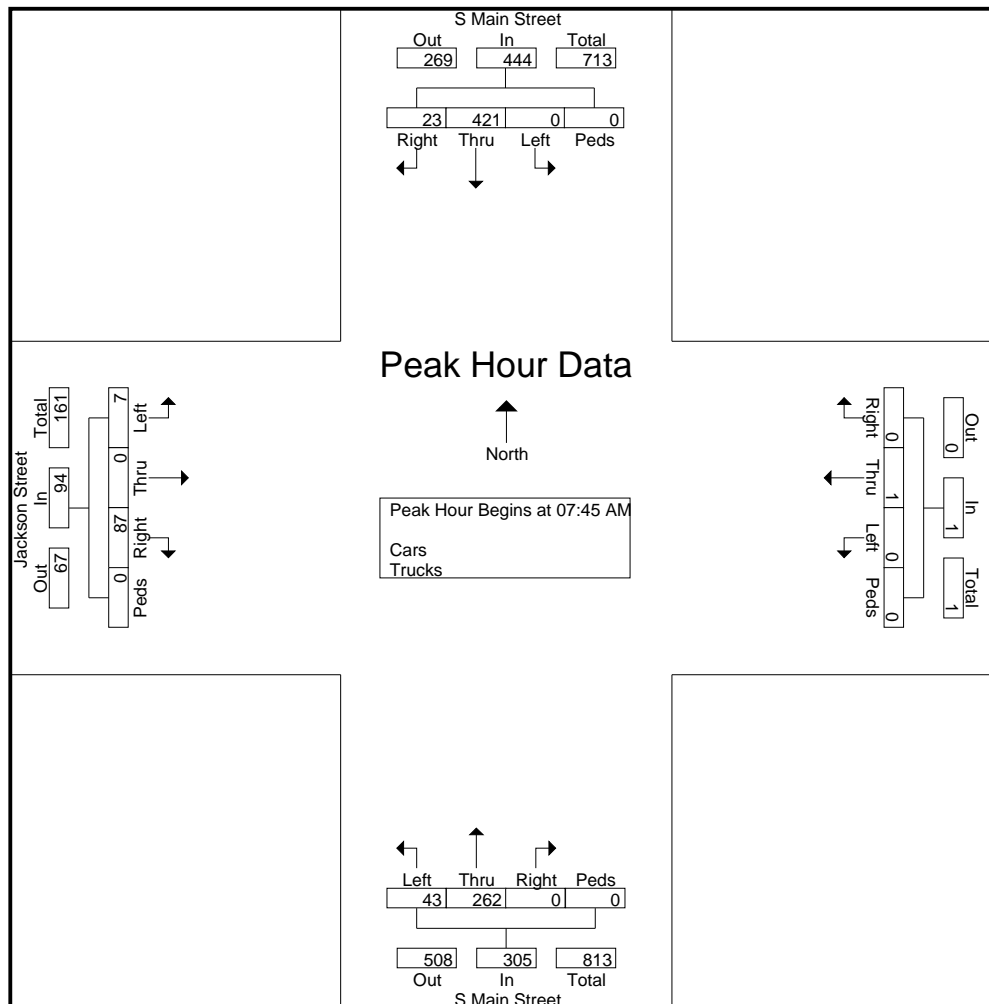 S Main Street
Out In Total
269 444 713
23 421 0 0
Right Thru Left Peds
Peak Hour Data
North
Peak Hour Begins at 07:45 AM
Cars
Trucks
Jackson Street
Out In Total
67 94 161
Left Thru Right Peds
7 0 87 0
Out In Total
0 1 1
Right Thru Left Peds
0 1 0 0
Left Thru Right Peds
43 262 0 0
508 305 813
Out In Total
S Main Street